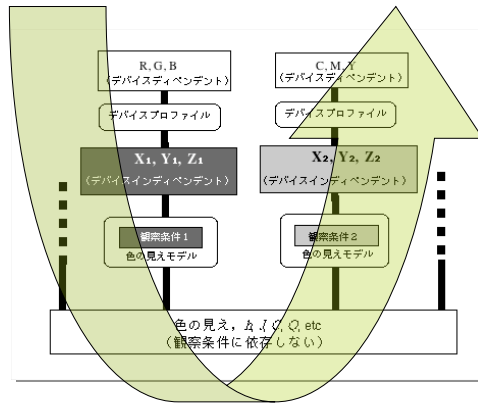 R, G, B
(デバイスディペンデント)
デバイスプロファイル
X₁, Y₁, Z₁
(デバイスインディペンデント)
観察条件1
色の見えモデル
C, M, Y
(デバイスディペンデント)
デバイスプロファイル
X₂, Y₂, Z₂
(デバイスインディペンデント)
観察条件2
色の見えモデル
色の見え, h, J, C, Q, etc
(観察条件に依存しない)